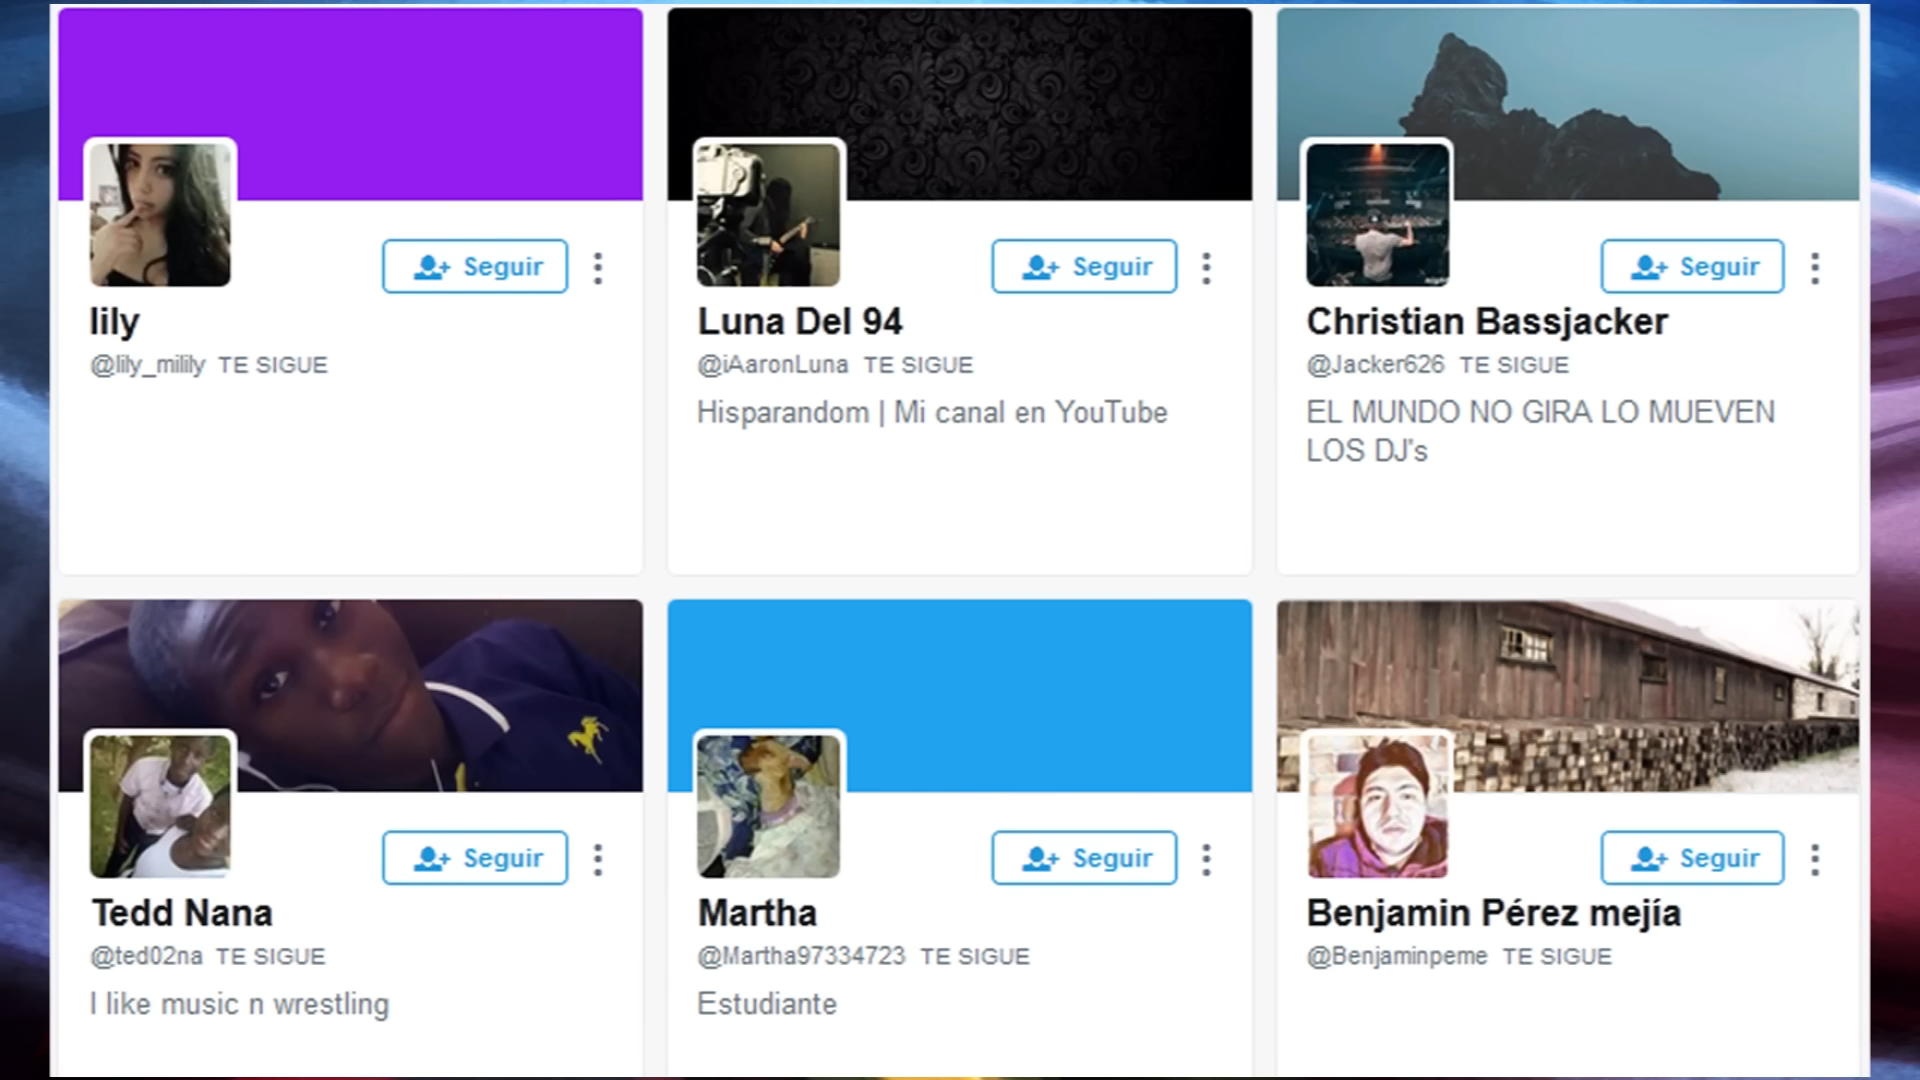 Seguir
lily
@lily_milily TE SIGUE
Seguir
Luna Del 94
@iAaronLuna TE SIGUE
Hisparandom | Mi canal en YouTube
Seguir
Christian Bassjacker
@Jacker626 TE SIGUE
EL MUNDO NO GIRA LO MUEVEN
LOS DJ's
Seguir
Tedd Nana
@ted02na TE SIGUE
I like music n wrestling
Seguir
Martha
@Martha97334723 TE SIGUE
Estudiante
Seguir
Benjamin Pérez mejía
@Benjaminpeme TE SIGUE